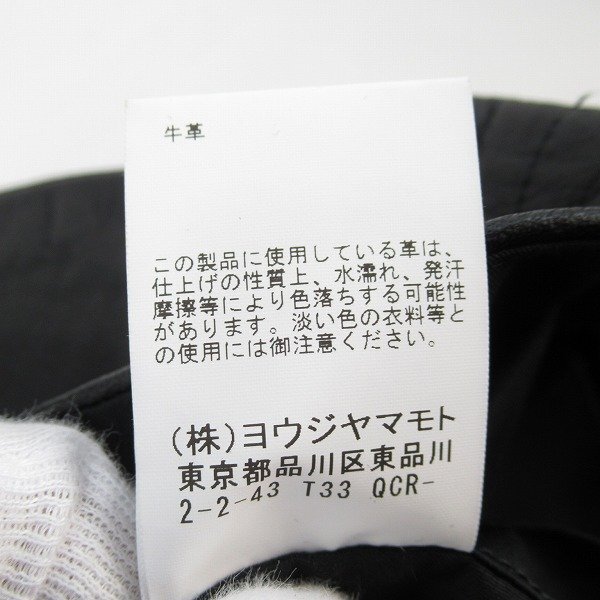 牛革
この製品に使用している革は、
仕上げの性質上、水濡れ、発汗
摩擦等により色落ちする可能性
があります。淡い色の衣料等と
の使用には御注意ください。
(株)ヨウジヤマモト
東京都品川区東品川
2-2-43 T33 QCR-